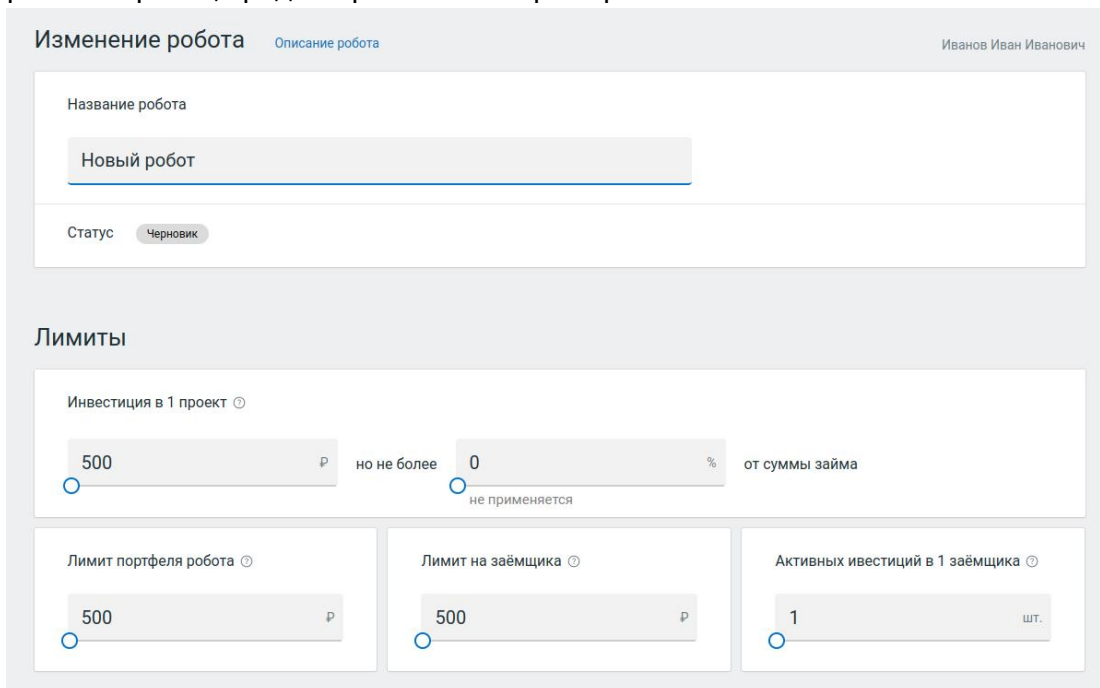 Изменение робота Описание робота Иванов Иван Иванович
Название робота
Новый робот
Статус Черновик
Лимиты
Инвестиция в 1 проект
500 ₽ но не более 0 % от суммы займа
не применяется
Лимит портфеля робота Лимит на заёмщика Активных ивестиций в 1 заёмщика
500 ₽ 500 ₽ 1 шт.